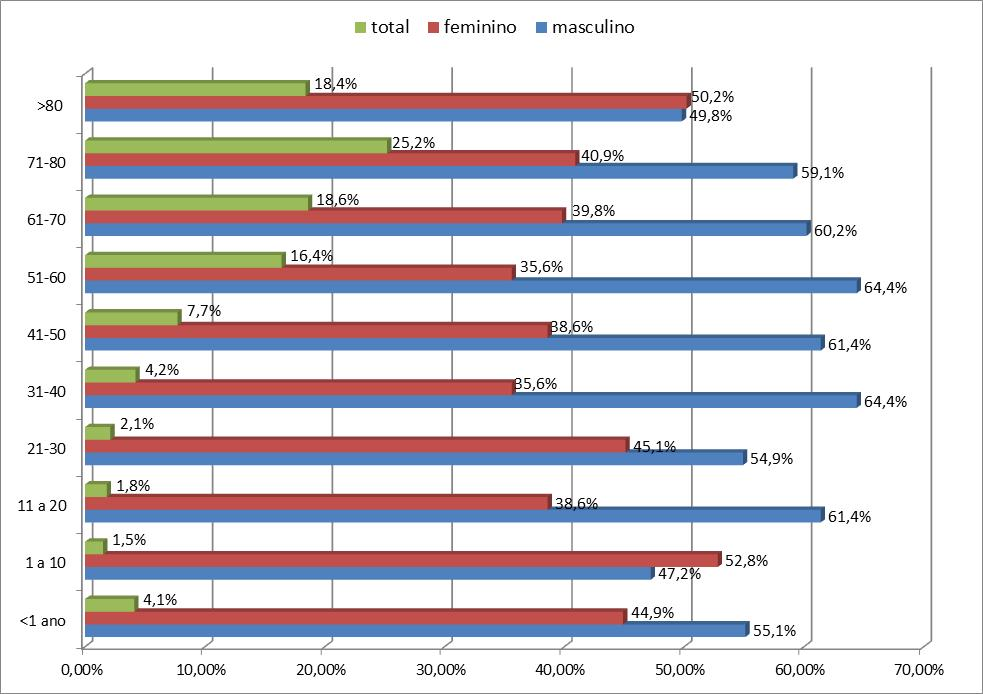 total feminino masculino
>80 18,4% 50,2% 49,8%
71-80 25,2% 40,9% 59,1%
61-70 18,6% 39,8% 60,2%
51-60 16,4% 35,6% 64,4%
41-50 7,7% 38,6% 61,4%
31-40 4,2% 35,6% 64,4%
21-30 2,1% 45,1% 54,9%
11 a 20 1,8% 38,6% 61,4%
1 a 10 1,5% 52,8% 47,2%
<1 ano 4,1% 44,9% 55,1%
0,00% 10,00% 20,00% 30,00% 40,00% 50,00% 60,00% 70,00%